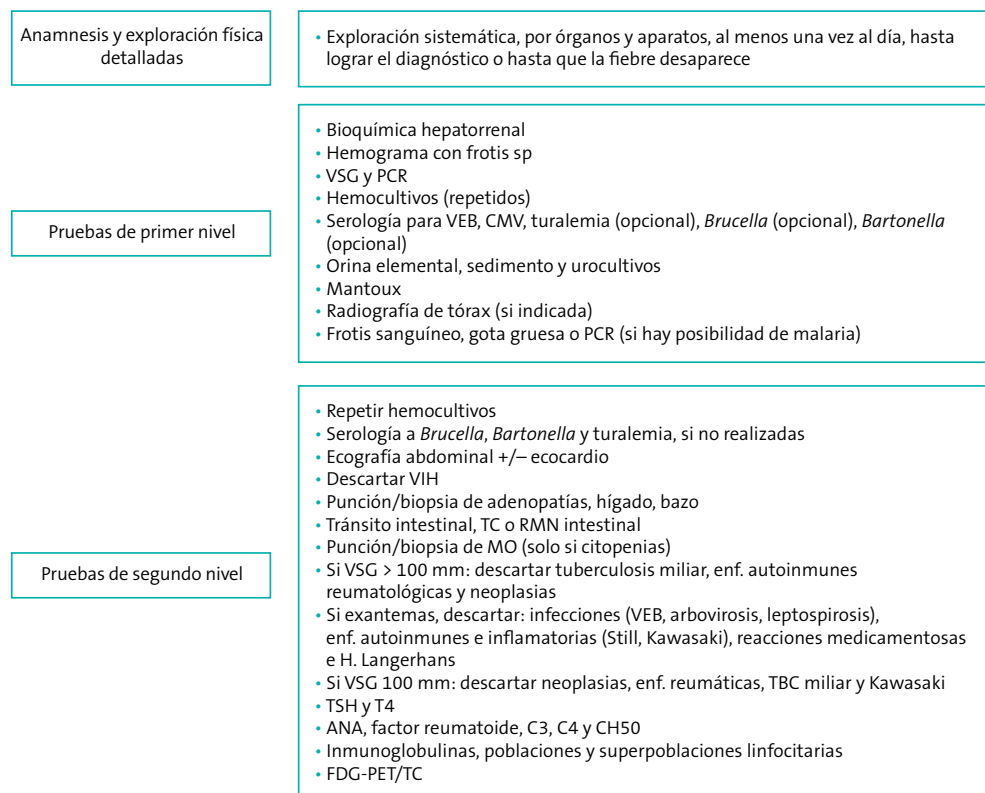 Anamnesis y exploración física
detalladas
• Exploración sistemática, por órganos y aparatos, al menos una vez al día, hasta
lograr el diagnóstico o hasta que la fiebre desaparece
Pruebas de primer nivel
• Bioquímica hepatorrenal
• Hemograma con frotis sp
• VSG y PCR
• Hemocultivos (repetidos)
• Serología para VEB, CMV, turalemia (opcional), Brucella (opcional), Bartonella
(opcional)
• Orina elemental, sedimento y urocultivos
• Mantoux
• Radiografía de tórax (si indicada)
• Frotis sanguíneo, gota gruesa o PCR (si hay posibilidad de malaria)
Pruebas de segundo nivel
• Repetir hemocultivos
• Serología a Brucella, Bartonella y turalemia, si no realizadas
• Ecografía abdominal +/– ecocardio
• Descartar VIH
• Punción/biopsia de adenopatías, hígado, bazo
• Tránsito intestinal, TC o RMN intestinal
• Punción/biopsia de MO (solo si citopenias)
• Si VSG > 100 mm: descartar tuberculosis miliar, enf. autoinmunes
reumatológicas y neoplasias
• Si exantemas, descartar: infecciones (VEB, arbovirosis, leptospirosis),
enf. autoinmunes e inflamatorias (Still, Kawasaki), reacciones medicamentosas
e H. Langerhans
• Si VSG 100 mm: descartar neoplasias, enf. reumáticas, TBC miliar y Kawasaki
• TSH y T4
• ANA, factor reumatoide, C3, C4 y CH50
• Inmunoglobulinas, poblaciones y superpoblaciones linfocitarias
• FDG-PET/TC